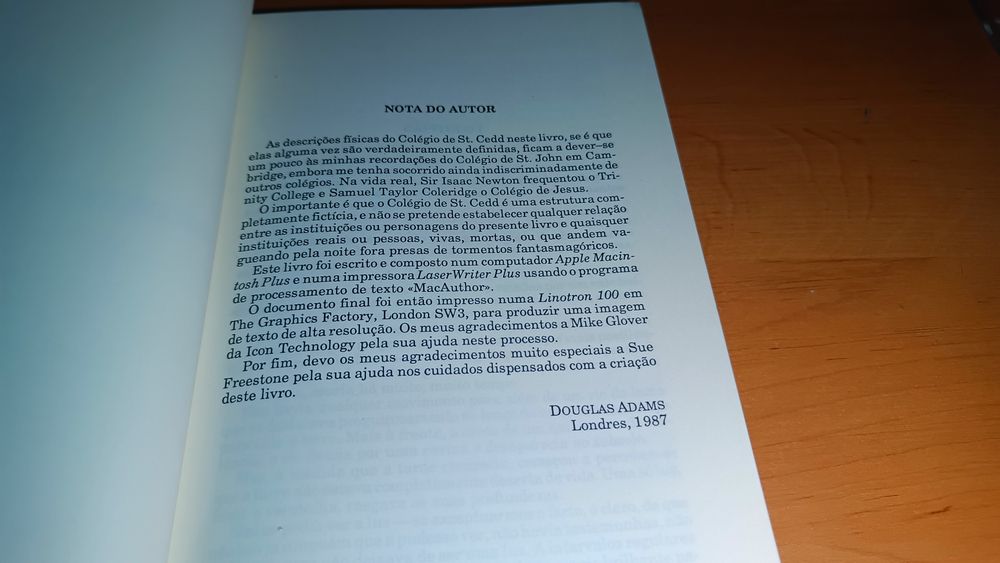 NOTA DO AUTOR
As descrições físicas do Colégio de St. Cedd neste livro, se é que
elas alguma vez são verdadeiramente definidas, ficam a dever-se
um pouco às minhas recordações do Colégio de St. John em Cam-
bridge, embora me tenha socorrido ainda indiscriminadamente de
outros colégios. Na vida real, Sir Isaac Newton frequentou o Tri-
nity College e Samuel Taylor Coleridge o Colégio de Jesus.
O importante é que o Colégio de St. Cedd é uma estrutura com-
pletamente fictícia, e não se pretende estabelecer qualquer relação
entre as instituições ou personagens do presente livro e quaisquer
instituições reais ou pessoas, vivas, mortas, ou que andem va-
gueando pela noite fora presas de tormentos fantasmagóricos.
Este livro foi escrito e composto num computador Apple Macin-
tosh Plus e numa impressora LaserWriter Plus usando o programa
de processamento de texto «MacAuthor».
O documento final foi então impresso numa Linotron 100 em
The Graphics Factory, London SW3, para produzir uma imagem
de texto de alta resolução. Os meus agradecimentos a Mike Glover
da Icon Technology pela sua ajuda neste processo.
Por fim, devo os meus agradecimentos muito especiais a Sue
Freestone pela sua ajuda nos cuidados dispensados com a criação
deste livro.
DOUGLAS ADAMS
Londres, 1987